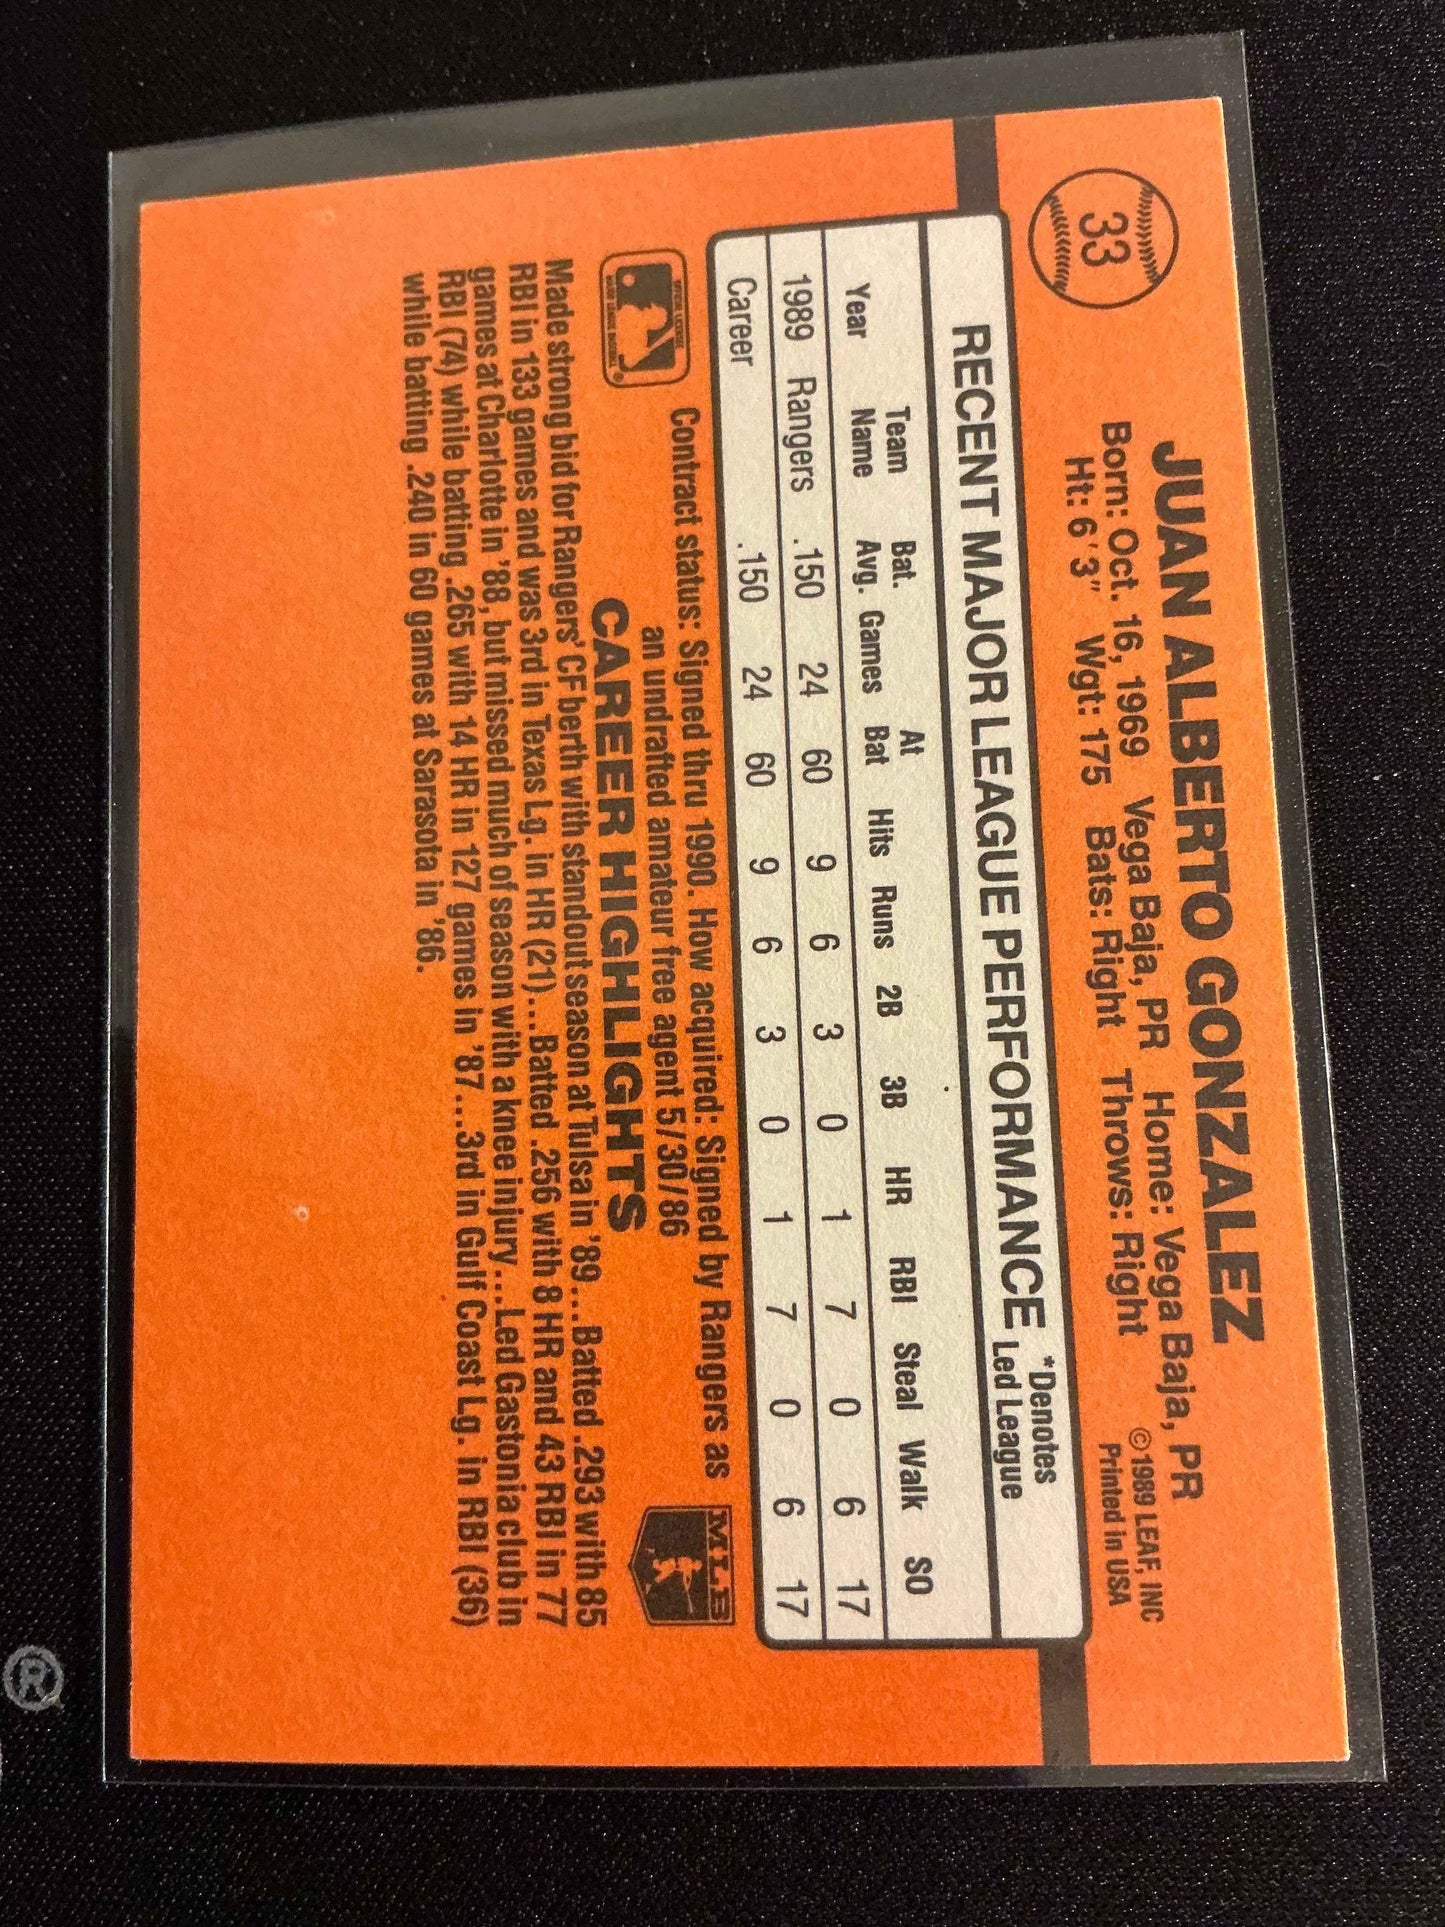 33
JUAN ALBERTO GONZALEZ
Born: Oct. 16, 1969 Vega Baja, PR Home: Vega Baja, PR
Ht: 6'3" Wgt: 175 Bats: Right Throws: Right
© 1989 LEAF, INC
Printed in USA
RECENT MAJOR LEAGUE PERFORMANCE *Denotes Led League
Year Team Name Bat. Avg. Games At Bat Hits Runs 2B 3B HR RBI Steal Walk SO
1989 Rangers .150 24 60 9 6 3 0 1 7 0 6 17
Career .150 24 60 9 6 3 0 1 7 0 6 17
Contract status: Signed thru 1990. How acquired: Signed by Rangers as
an undrafted amateur free agent 5/30/86
MLB
CAREER HIGHLIGHTS
Made strong bid for Rangers' CF berth with standout season at Tulsa in '89...Batted .293 with 85
RBI in 133 games and was 3rd in Texas Lg. in HR (21)...Batted .256 with 8 HR and 43 RBI in 77
games at Charlotte in '88, but missed much of season with a knee injury...Led Gastonia club in
RBI (74) while batting .265 with 14 HR in 127 games in '87...3rd in Gulf Coast Lg. in RBI (36)
while batting .240 in 60 games at Sarasota in '86.
®